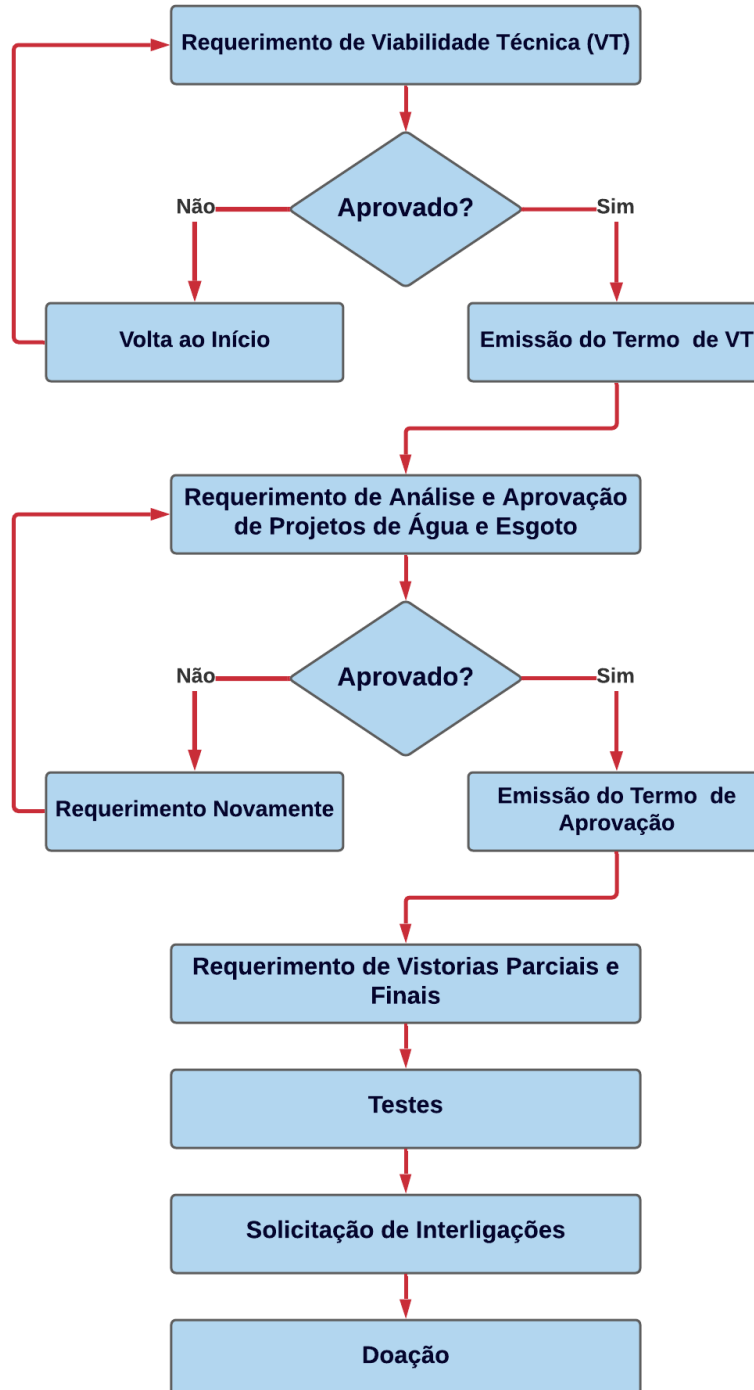 Requerimento de Viabilidade Técnica (VT)
Aprovado?
Não
Sim
Volta ao Início
Emissão do Termo de VT
Requerimento de Análise e Aprovação
de Projetos de Água e Esgoto
Aprovado?
Não
Sim
Requerimento Novamente
Emissão do Termo de
Aprovação
Requerimento de Vistorias Parciais e
Finais
Testes
Solicitação de Interligações
Doação